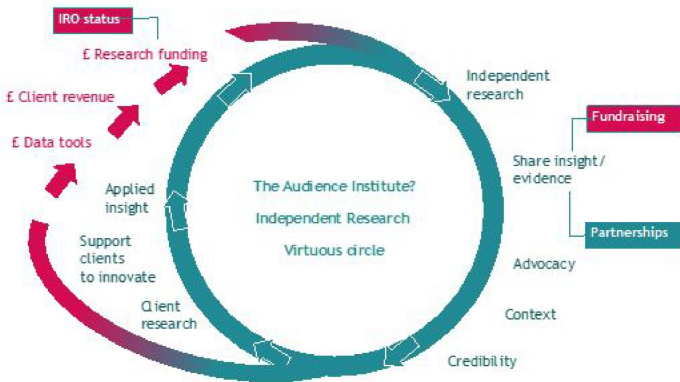 IRO status
£ Research funding
£ Client revenue
£ Data tools
Applied
insight
Support
clients
to innovate
Client
research
The Audience Institute?
Independent Research
Virtuous circle
Independent
research
Fundraising
Share insight/
evidence
Partnerships
Advocacy
Context
Credibility